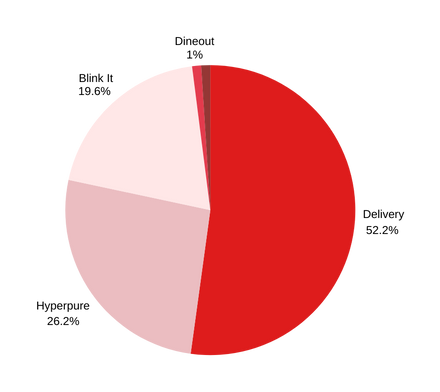 Dineout
1%
Blink It
19.6%
Delivery
52.2%
Hyperpure
26.2%